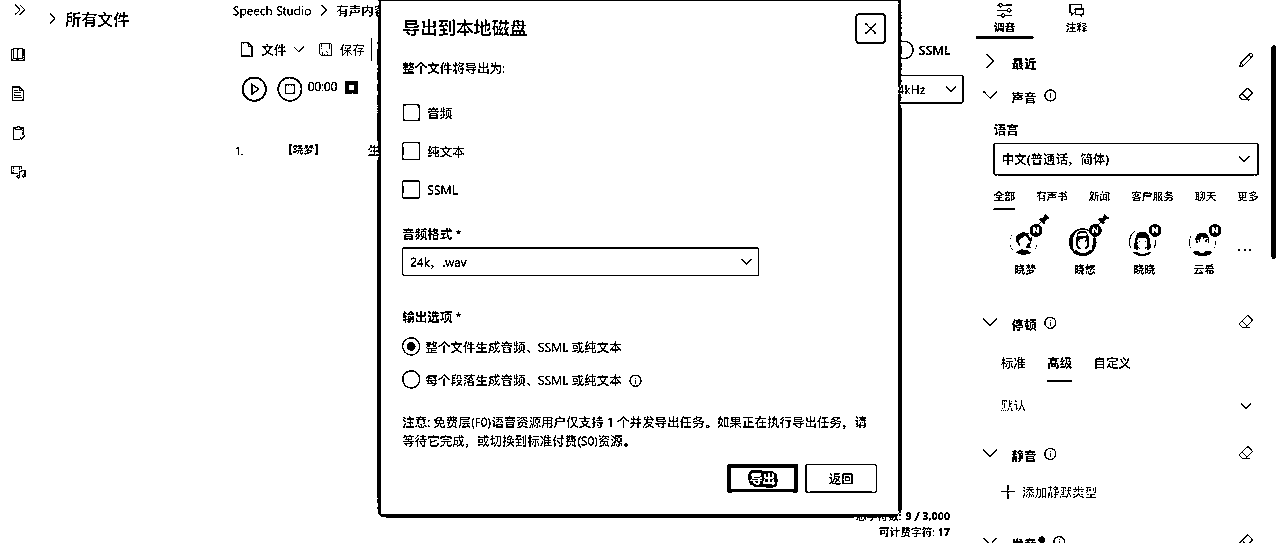 所有文件
Speech Studio > 有声内容
文件
保存
00:00
1. 【晓梦】 生
导出到本地磁盘
整个文件将导出为:
音频
纯文本
SSML
音频格式 *
24k, .wav
输出选项 *
整个文件生成音频、SSML 或纯文本
每个段落生成音频、SSML 或纯文本
注意: 免费层(F0)语音资源用户仅支持 1 个并发导出任务。如果正在执行导出任务，请
等待它完成，或切换到标准付费(S0)资源。
导出 返回
SSML
4kHz
总字符数: 9 / 3,000
可计费字符: 17
调音 注释
最近
声音
语言
中文(普通话，简体)
全部 有声书 新闻 客户服务 聊天 更多
晓梦 晓悠 晓晓 云希
停顿
标准 高级 自定义
默认
静音
添加静默类型